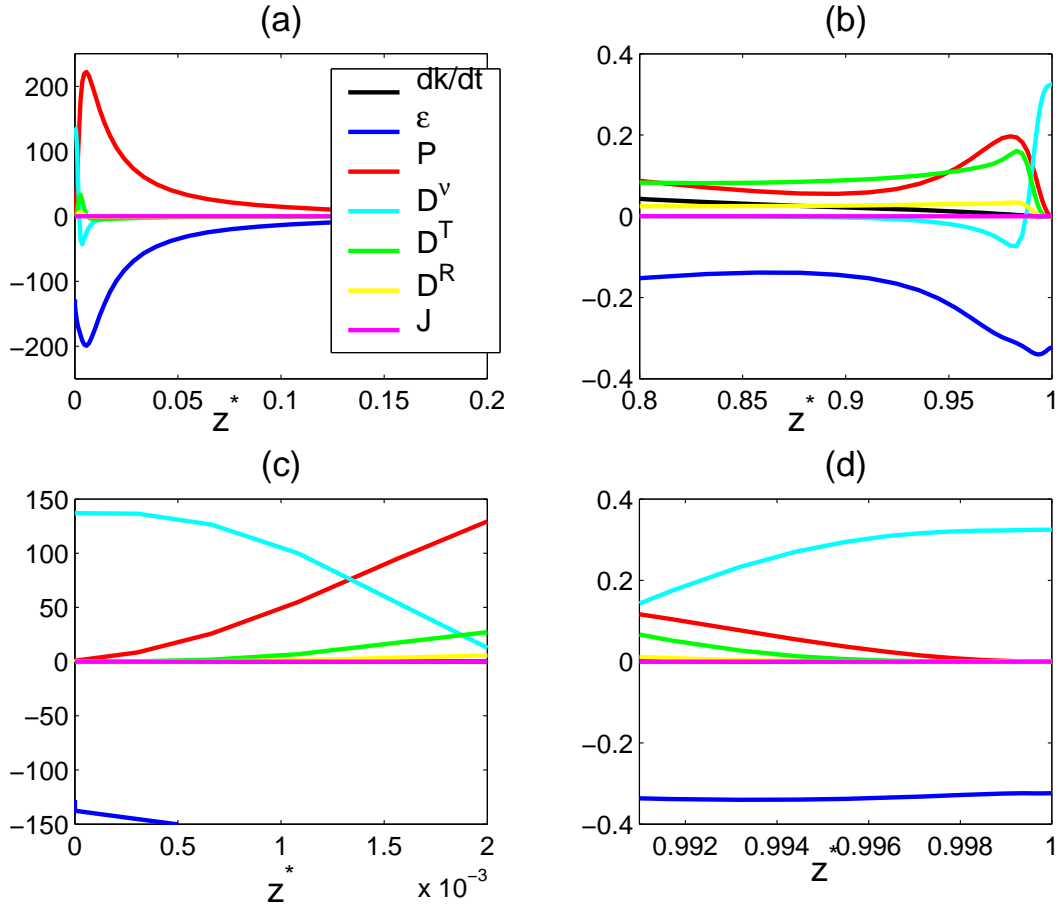 (a)
200
100
0
−100
−200
0
0.05
0.1
0.15
0.2
z*
dk/dt
ε
P
D^ν
D^T
D^R
J
(b)
0.4
0.2
0
−0.2
−0.4
0.8
0.85
0.9
0.95
1
z*
(c)
150
100
50
0
−50
−100
−150
0
0.5
1
1.5
2
z*
x 10^−3
(d)
0.4
0.2
0
−0.2
−0.4
0.992
0.994
0.996
0.998
1
z*